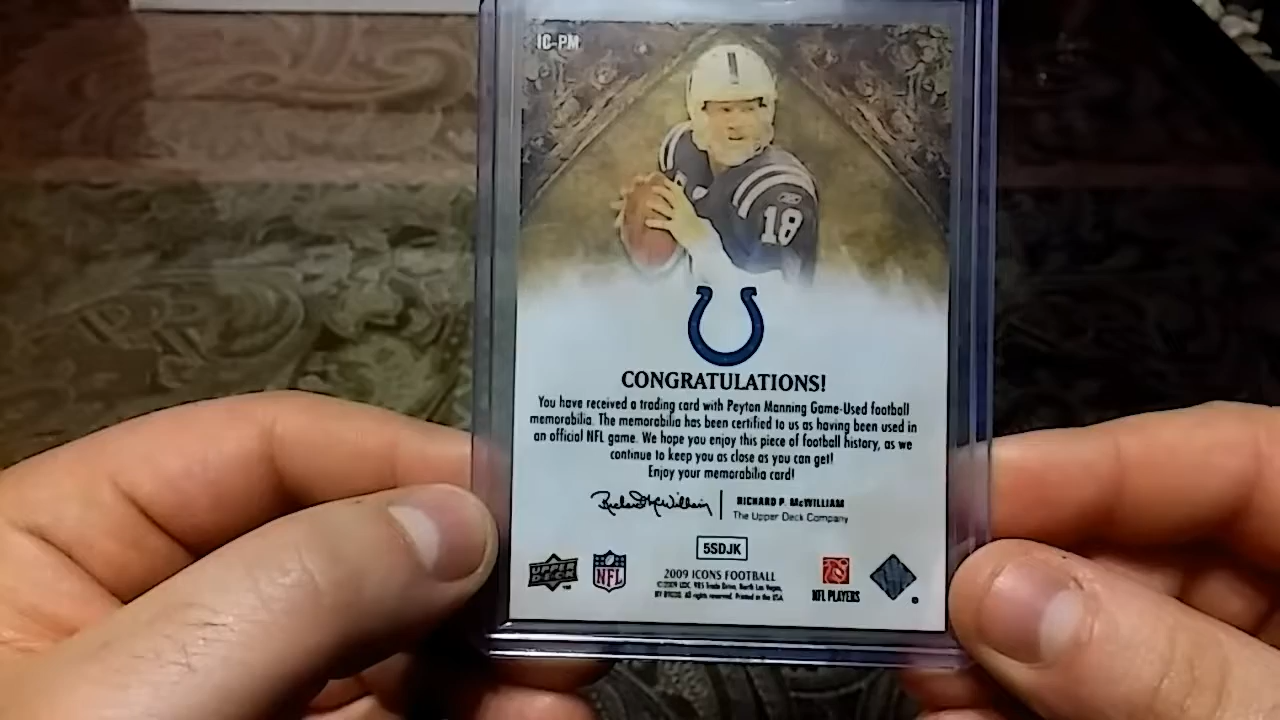 IC-PM
18
CONGRATULATIONS!
You have received a trading card with Peyton Manning Game-Used football
memorabilia. The memorabilia has been certified to us as having been used in
an official NFL game. We hope you enjoy this piece of football history, as we
continue to keep you as close as you can get!
Enjoy your memorabilia card!
RICHARD P. McWILLIAM
The Upper Deck Company
5SDJK
UPPER DECK
NFL
2009 ICONS FOOTBALL
NFL PLAYERS